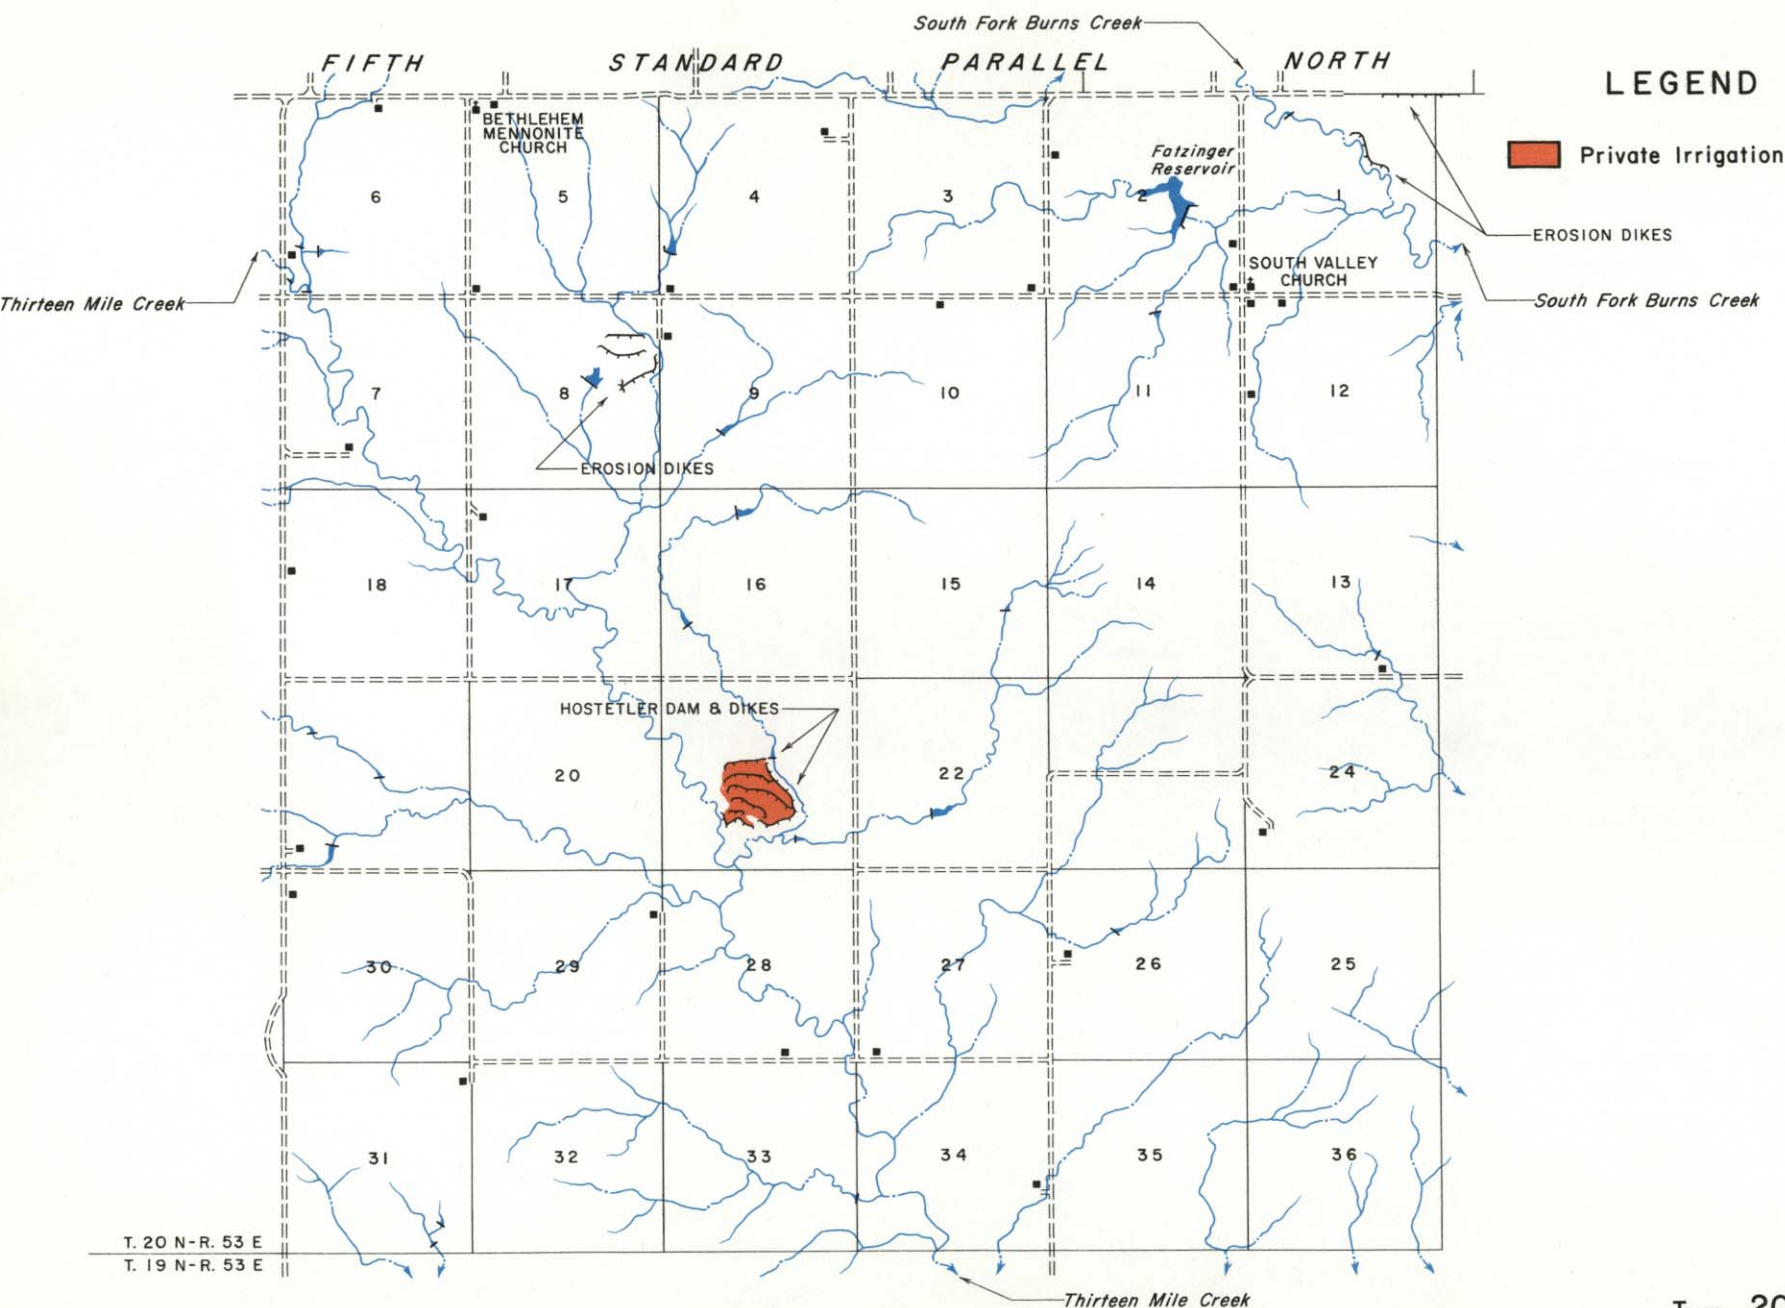 South Fork Burns Creek
FIFTH STANDARD PARALLEL NORTH
LEGEND
Private Irrigation
BETHLEHEM
MENNONITE
CHURCH
Fatzinger
Reservoir
6 5 4 3 2 1
EROSION DIKES
SOUTH VALLEY
CHURCH
Thirteen Mile Creek
South Fork Burns Creek
7 8 9 10 11 12
EROSION DIKES
18 17 16 15 14 13
HOSTETLER DAM & DIKES
20 22 24
30 29 28 27 26 25
31 32 33 34 35 36
T. 20 N-R. 53 E
T. 19 N-R. 53 E
Thirteen Mile Creek